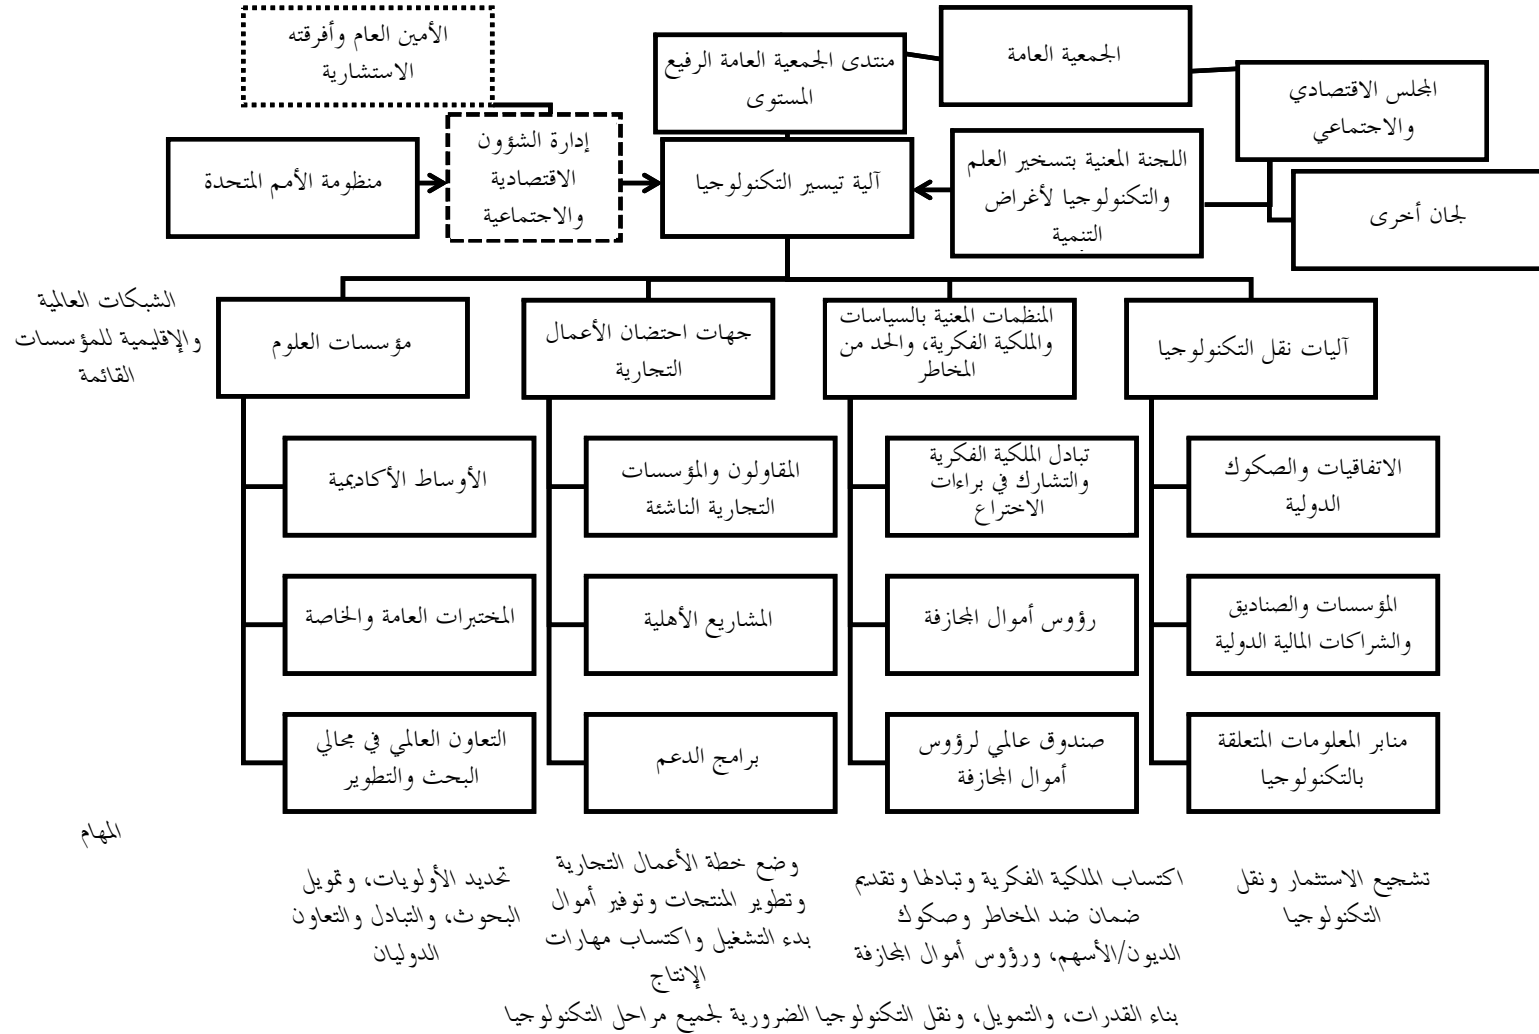 الجمعية العامة
المجلس الاقتصادي
والاجتماعي
لجان أخرى
منتدى الجمعية العامة الرفيع
المستوى
الأمين العام وأفرقته
الاستشارية
اللجنة المعنية بتسخير العلم
والتكنولوجيا لأغراض
التنمية
آلية تيسير التكنولوجيا
إدارة الشؤون
الاقتصادية
والاجتماعية
منظومة الأمم المتحدة
آليات نقل التكنولوجيا
المنظمات المعنية بالسياسات
والملكية الفكرية، والحد من
المخاطر
جهات احتضان الأعمال
التجارية
مؤسسات العلوم
الشبكات العالمية
والإقليمية للمؤسسات
القائمة
الاتفاقيات والصكوك
الدولية
تبادل الملكية الفكرية
والتشارك في براءات
الاختراع
المقاولون والمؤسسات
التجارية الناشئة
الأوساط الأكاديمية
المؤسسات والصناديق
والشراكات المالية الدولية
رؤوس أموال المجازفة
المشاريع الأهلية
المختبرات العامة والخاصة
منابر المعلومات المتعلقة
بالتكنولوجيا
صندوق عالمي لرؤوس
أموال المجازفة
برامج الدعم
التعاون العالمي في مجالي
البحث والتطوير
المهام
تشجيع الاستثمار ونقل
التكنولوجيا
اكتساب الملكية الفكرية وتبادلها وتقديم
ضمان ضد المخاطر وصكوك
الديون/الأسهم، ورؤوس أموال المجازفة
وضع خطة الأعمال التجارية
وتطوير المنتجات وتوفير أموال
بدء التشغيل واكتساب مهارات
الإنتاج
تحديد الأولويات، وتمويل
البحوث، والتبادل والتعاون
الدوليان
بناء القدرات، والتمويل، ونقل التكنولوجيا الضرورية لجميع مراحل التكنولوجيا